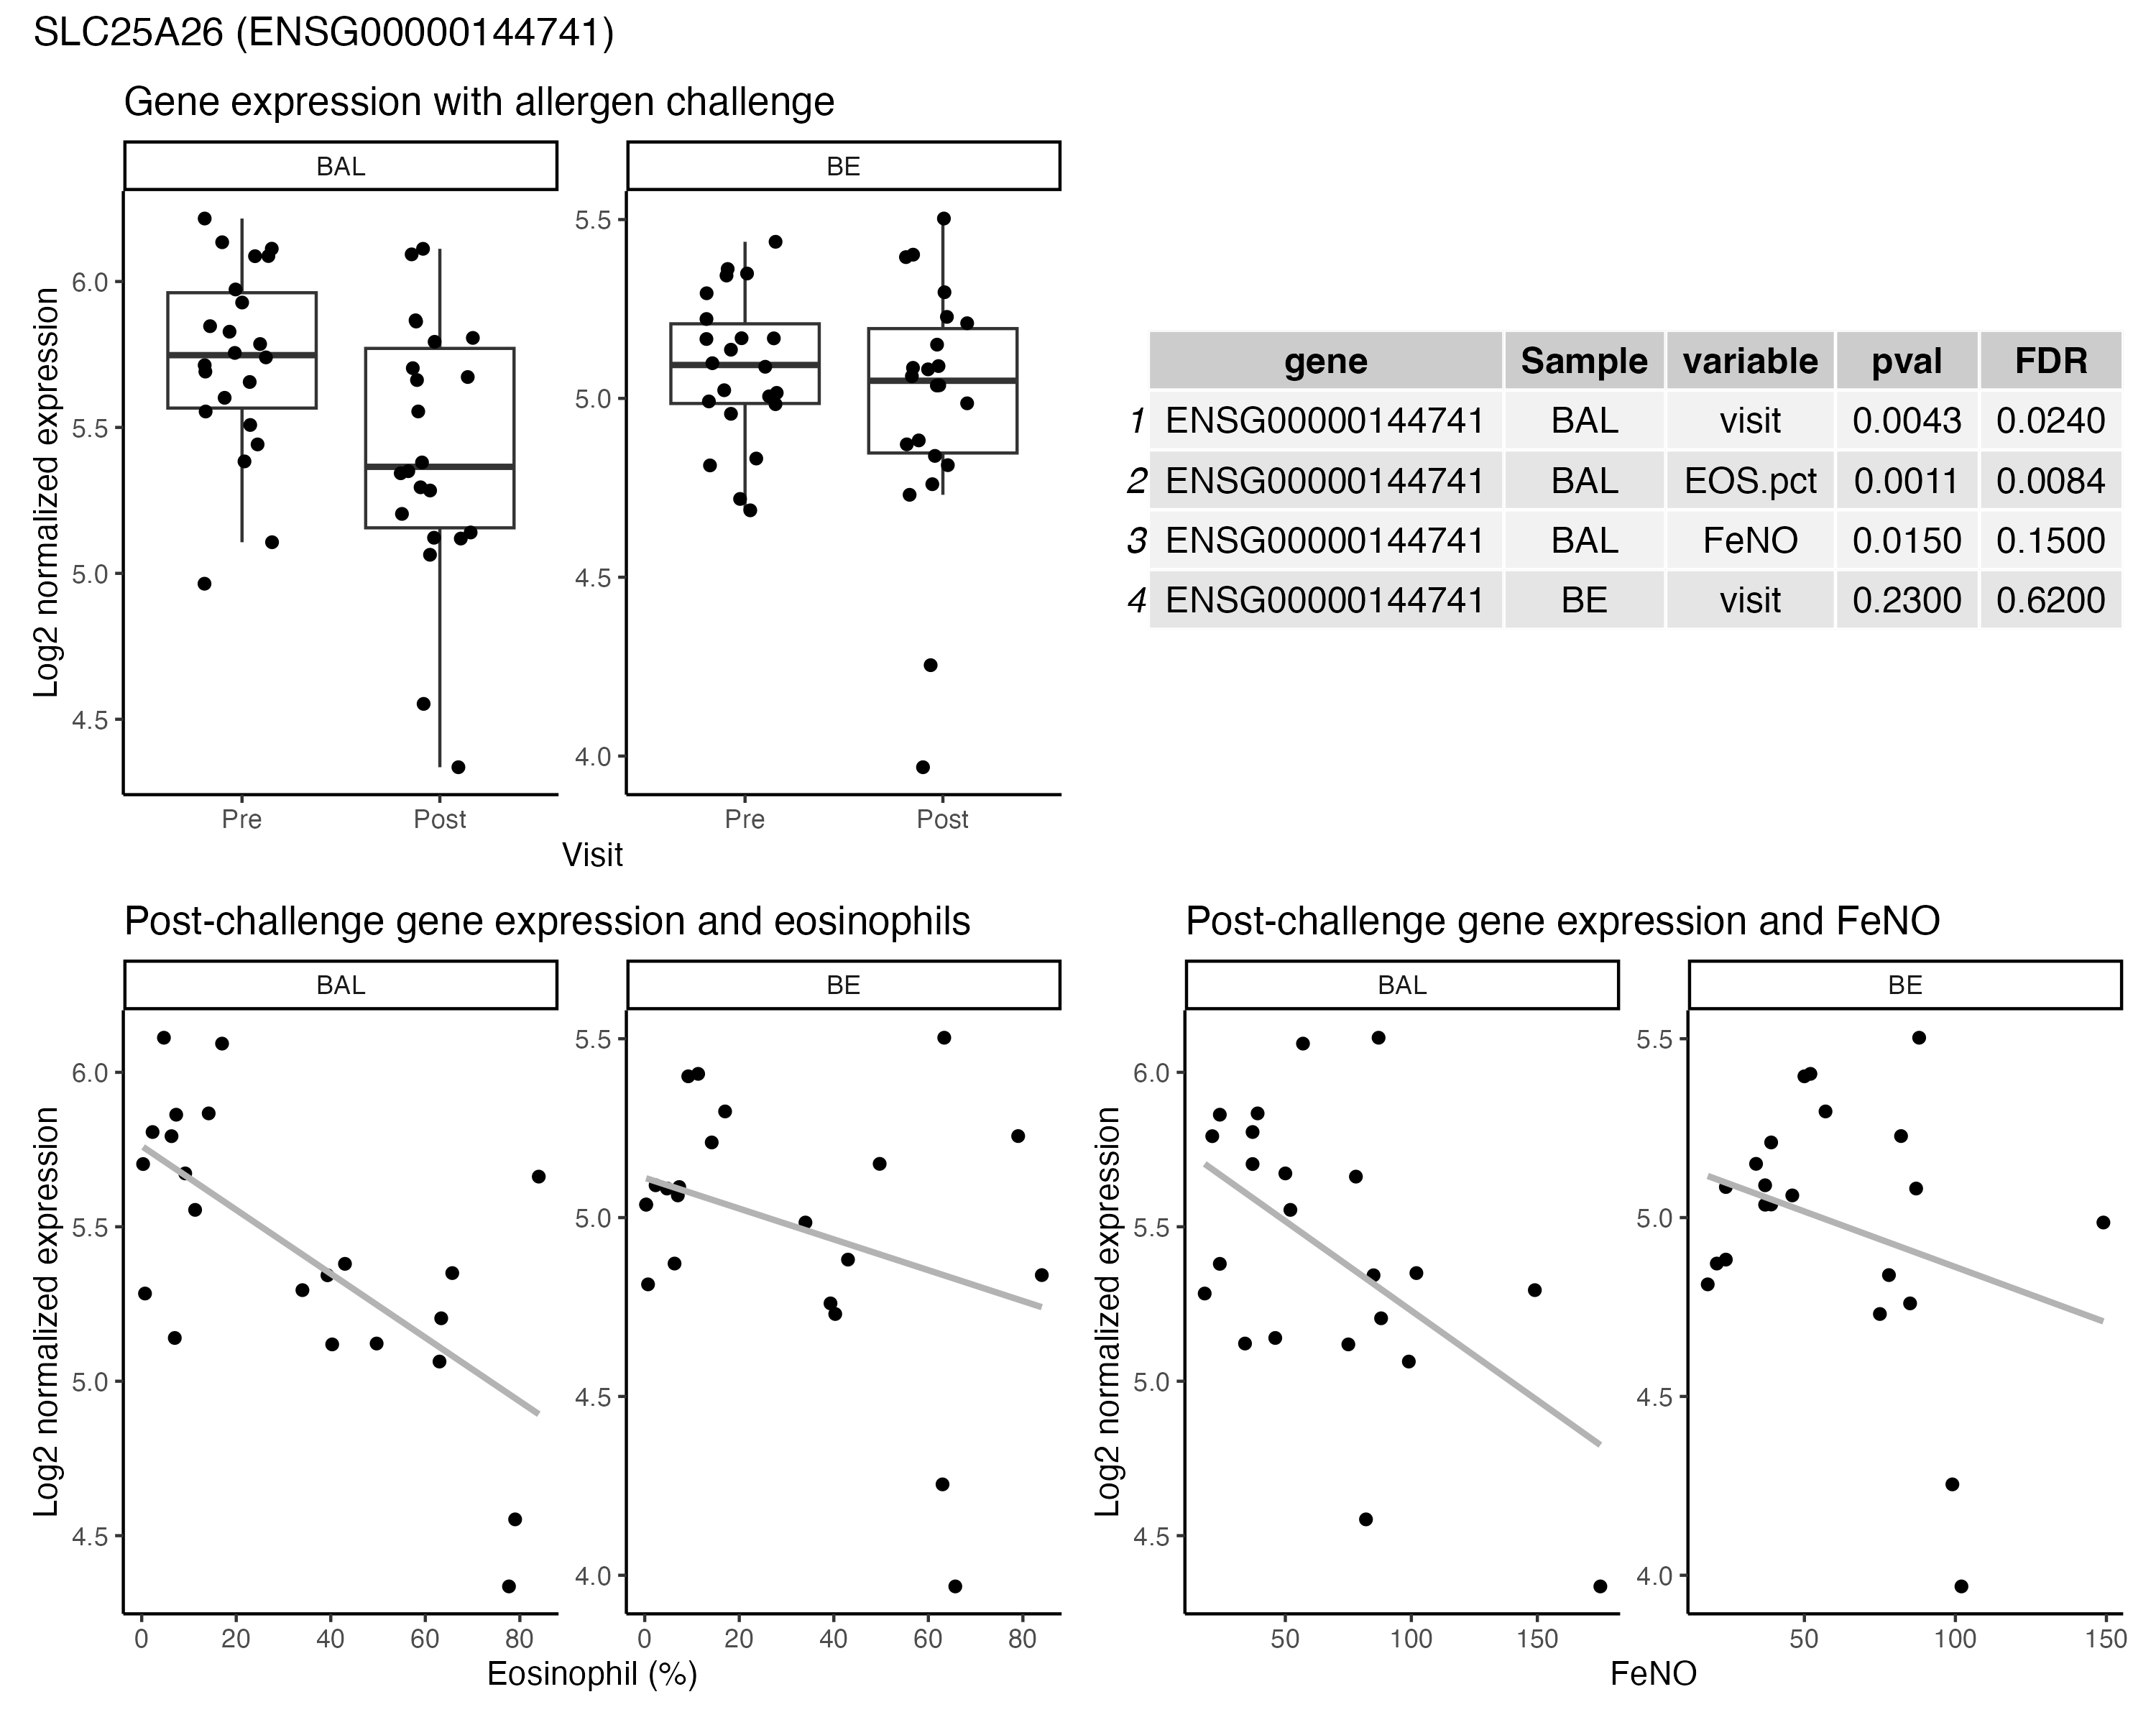 SLC25A26 (ENSG00000144741)
Gene expression with allergen challenge
BAL
BE
Log2 normalized expression
6.0
5.5
5.0
4.5
5.5
5.0
4.5
4.0
Pre
Post
Pre
Post
Visit
gene Sample variable pval FDR
1 ENSG00000144741 BAL visit 0.0043 0.0240
2 ENSG00000144741 BAL EOS.pct 0.0011 0.0084
3 ENSG00000144741 BAL FeNO 0.0150 0.1500
4 ENSG00000144741 BE visit 0.2300 0.6200
Post-challenge gene expression and eosinophils
BAL
BE
Log2 normalized expression
6.0
5.5
5.0
4.5
5.5
5.0
4.5
4.0
0 20 40 60 80
0 20 40 60 80
Eosinophil (%)
Post-challenge gene expression and FeNO
BAL
BE
Log2 normalized expression
6.0
5.5
5.0
4.5
5.5
5.0
4.5
4.0
50 100 150
50 100 150
FeNO